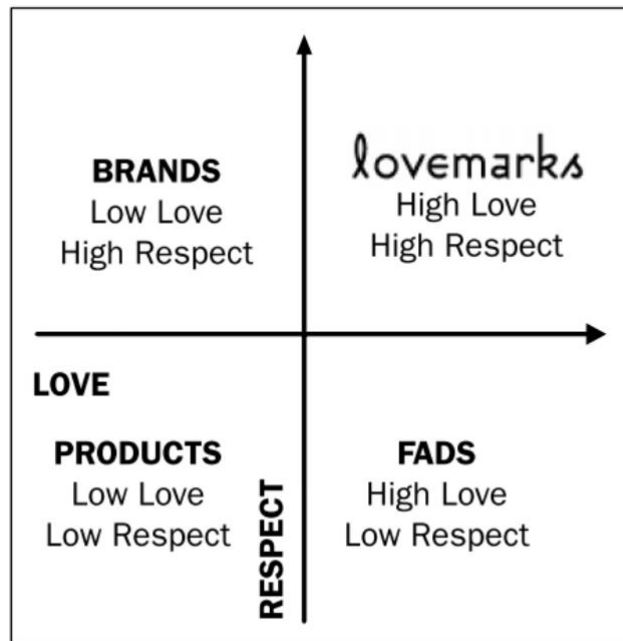 BRANDS
Low Love
High Respect
lovemarks
High Love
High Respect
LOVE
PRODUCTS
Low Love
Low Respect
RESPECT
FADS
High Love
Low Respect